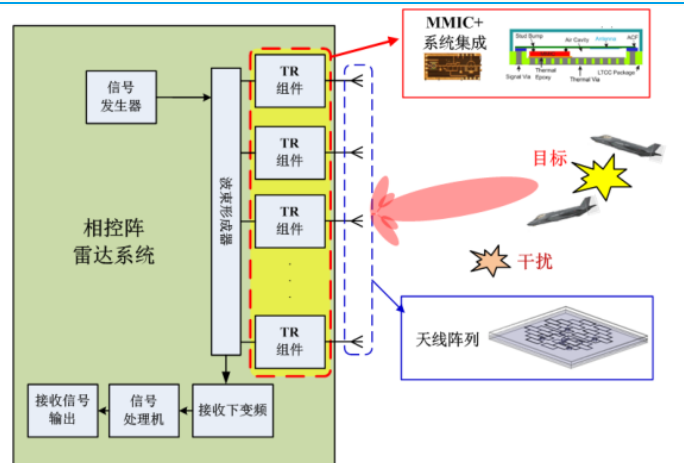 MMIC+
系统集成
Stud Bump
Air Cavity
Antenna
ACF
Signal Via
Thermal
Epoxy
Thermal Via
LTCC Package
信号
发生器
波束形成器
TR
组件
TR
组件
TR
组件
.
.
.
TR
组件
目标
相控阵
雷达系统
干扰
天线阵列
接收信号
输出
信号
处理机
接收下变频